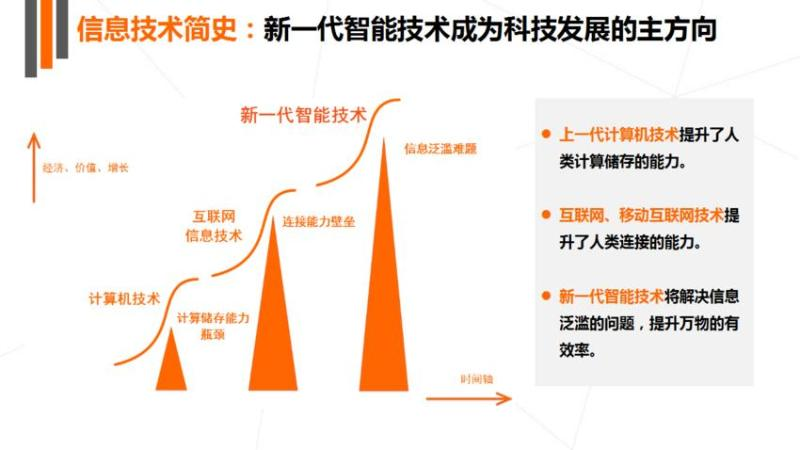 信息技术简史：新一代智能技术成为科技发展的主方向
新一代智能技术
信息泛滥难题
经济、价值、增长
互联网
信息技术
连接能力壁垒
计算机技术
计算储存能力
瓶颈
时间轴
上一代计算机技术提升了人
类计算储存的能力。
互联网、移动互联网技术提
升了人类连接的能力。
新一代智能技术将解决信息
泛滥的问题，提升万物的有
效率。